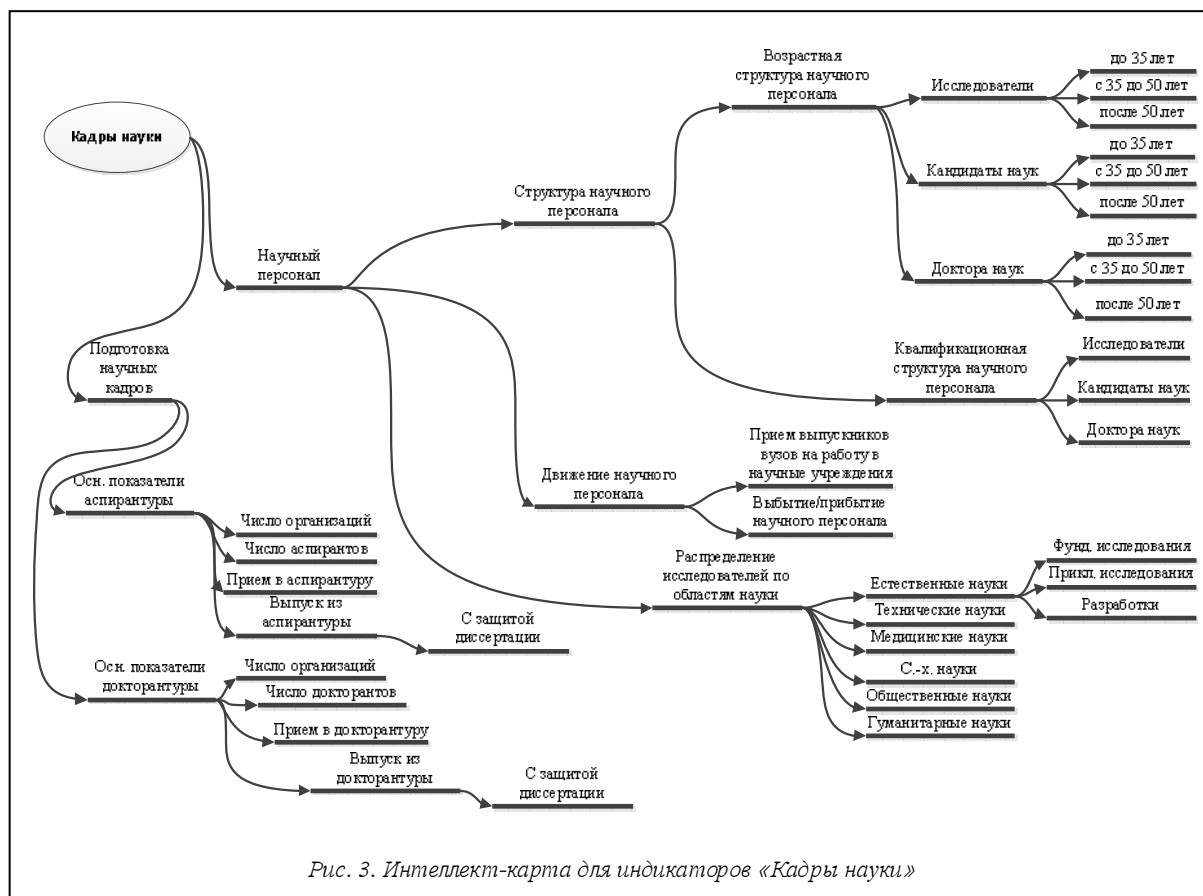 Кадры науки
Научный
персонал
Структура научного
персонала
Возрастная
структура научного
персонала
Исследователи
до 35 лет
с 35 до 50 лет
после 50 лет
Кандидаты наук
до 35 лет
с 35 до 50 лет
после 50 лет
Доктора наук
до 35 лет
с 35 до 50 лет
после 50 лет
Квалификационная
структура научного
персонала
Исследователи
Кандидаты наук
Доктора наук
Движение научного
персонала
Прием выпускников
вузов на работу в
научные учреждения
Выбытие/прибытие
научного персонала
Распределение
исследователей по
областям науки
Естественные науки
Фунд. исследования
Прикл. исследования
Разработки
Технические науки
Медицинские науки
С.-х. науки
Общественные науки
Гуманитарные науки
Подготовка
научных
кадров
Осн. показатели
аспирантуры
Число организаций
Число аспирантов
Прием в аспирантуру
Выпуск из
аспирантуры
С защитой
диссертации
Осн. показатели
докторантуры
Число организаций
Число докторантов
Прием в докторантуру
Выпуск из
докторантуры
С защитой
диссертации
Рис. 3. Интеллект-карта для индикаторов «Кадры науки»